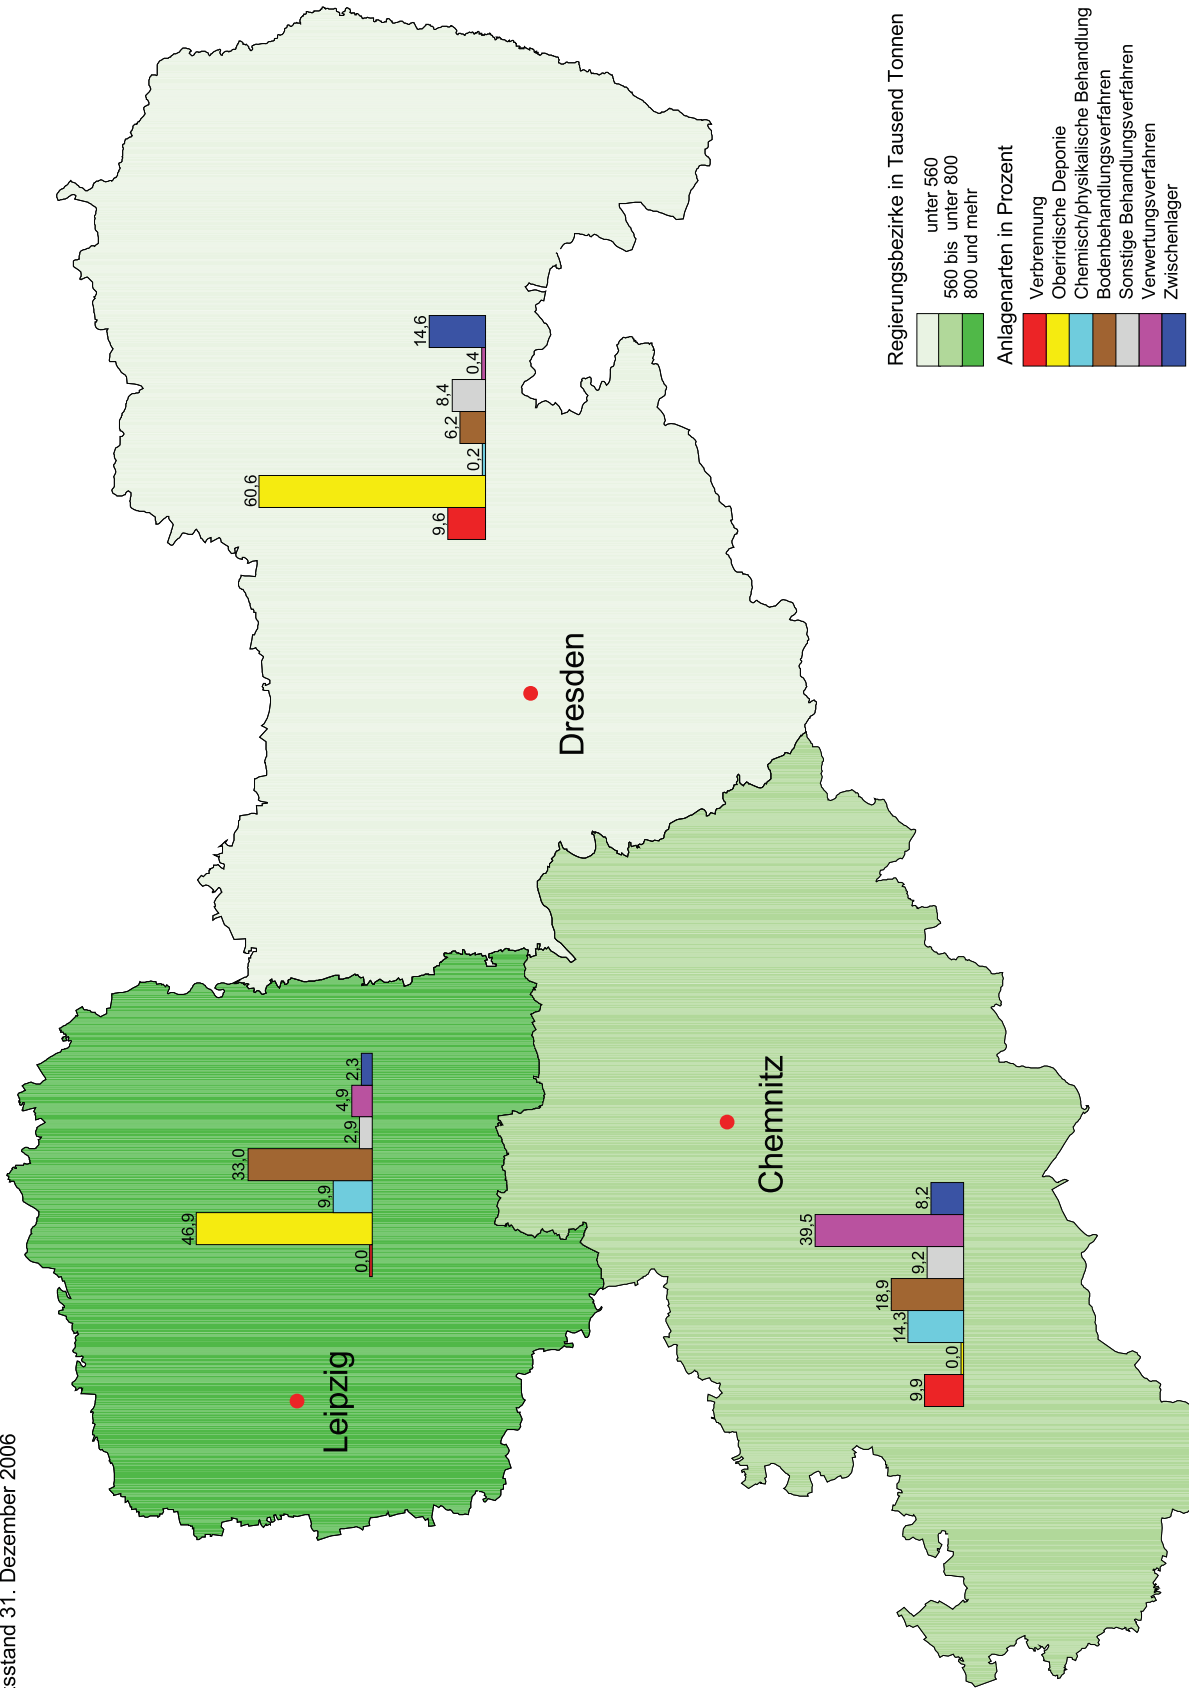 sstand 31. Dezember 2006
Leipzig
0,0
46,9
9,9
33,0
2,9
4,9
2,3
Dresden
9,6
60,6
0,2
6,2
8,4
0,4
14,6
Chemnitz
9,9
0,0
14,3
18,9
9,2
39,5
8,2
Regierungsbezirke in Tausend Tonnen
unter 560
560 bis unter 800
800 und mehr
Anlagenarten in Prozent
Verbrennung
Oberirdische Deponie
Chemisch/physikalische Behandlung
Bodenbehandlungsverfahren
Sonstige Behandlungsverfahren
Verwertungsverfahren
Zwischenlager